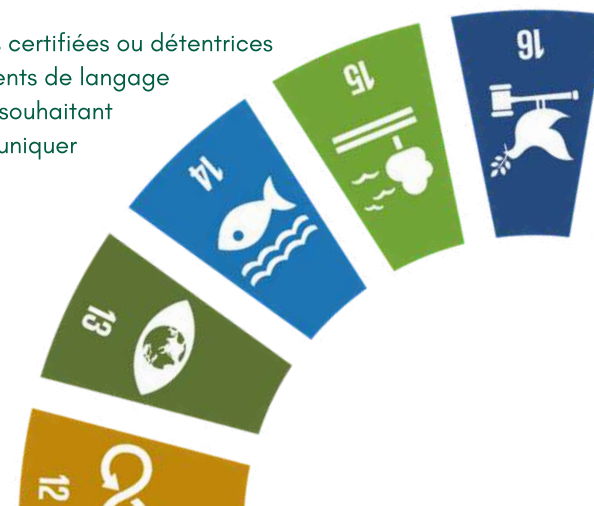 s certifiées ou détentrices
ents de langage
souhaitant
uniquer
16
15
14
13
12